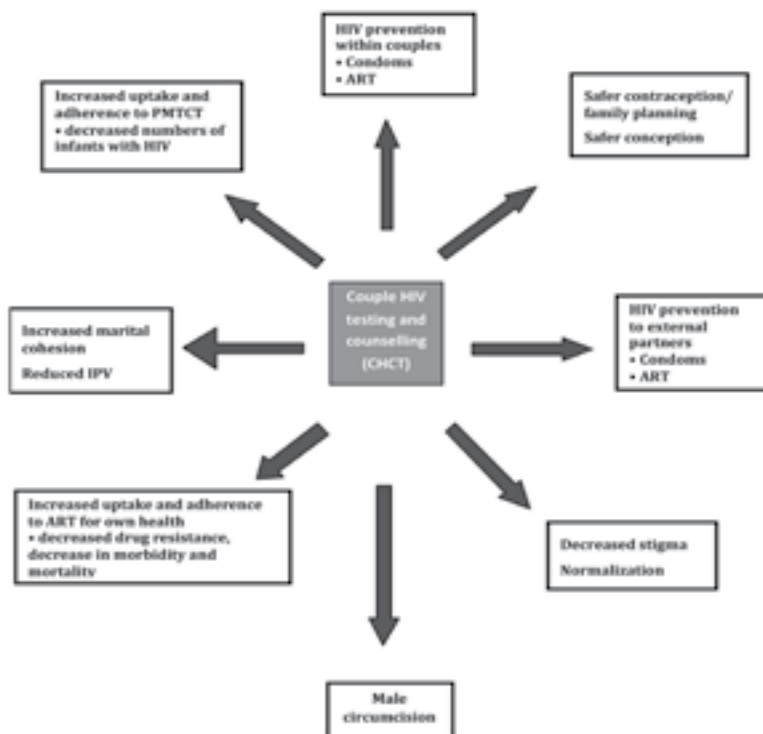 HIV prevention
within couples
• Condoms
• ART
Increased uptake and
adherence to PMTCT
• decreased numbers of
infants with HIV
Safer contraception/
family planning
Safer conception
Couple HIV
testing and
counselling
(CHCT)
Increased marital
cohesion
Reduced IPV
HIV prevention
to external
partners
• Condoms
• ART
Increased uptake and adherence
to ART for own health
• decreased drug resistance,
decrease in morbidity and
mortality
Decreased stigma
Normalization
Male
circumcision